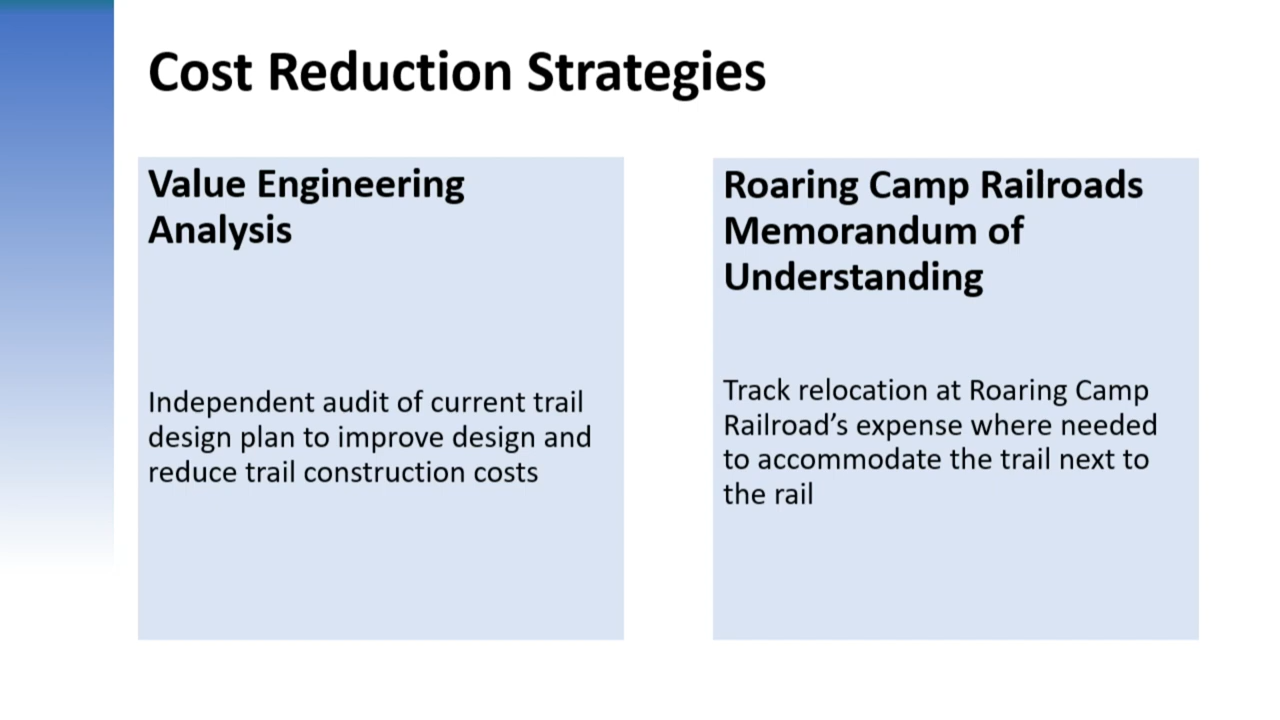 Cost Reduction Strategies
Value Engineering
Analysis
Independent audit of current trail
design plan to improve design and
reduce trail construction costs
Roaring Camp Railroads
Memorandum of
Understanding
Track relocation at Roaring Camp
Railroad’s expense where needed
to accommodate the trail next to
the rail